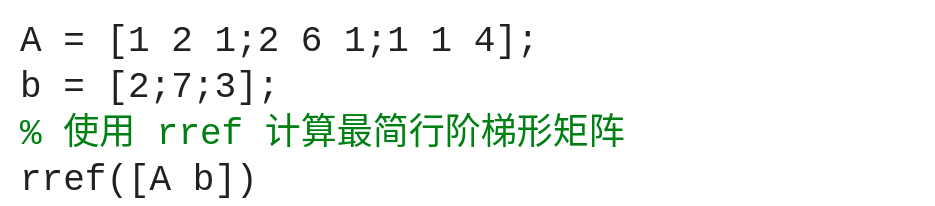 A = [1 2 1;2 6 1;1 1 4];
b = [2;7;3];
% 使用 rref 计算最简行阶梯形矩阵
rref([A b])